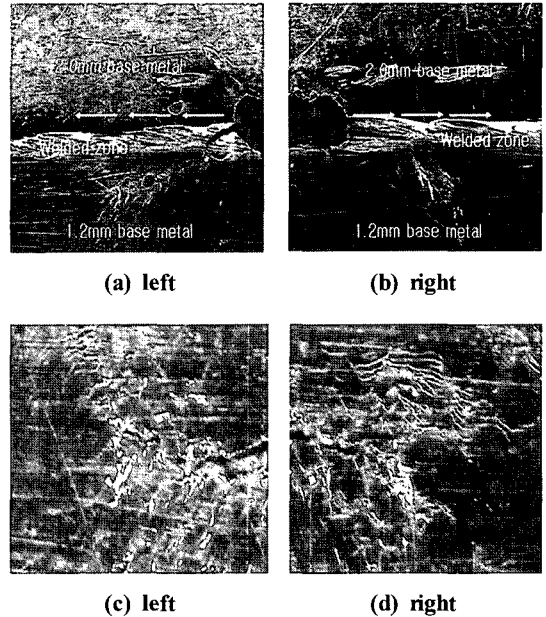 2.0mm base metal
Welded zone
1.2mm base metal
(a) left
2.0mm base metal
Welded zone
1.2mm base metal
(b) right
(c) left
(d) right